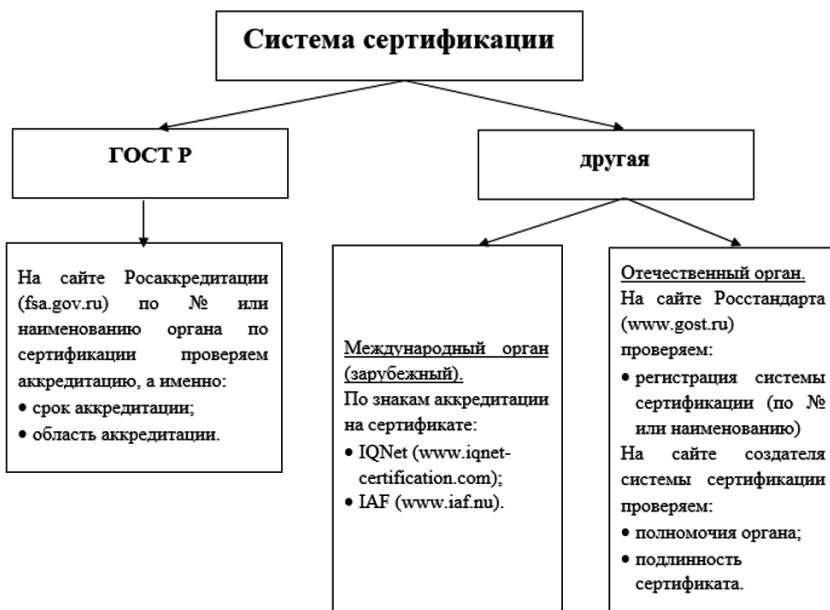 Система сертификации
ГОСТ Р
другая
На сайте Росаккредитации
(fsa.gov.ru) по № или
наименованию органа по
сертификации проверяем
аккредитацию, а именно:
• срок аккредитации;
• область аккредитации.
Международный орган
(зарубежный).
По знакам аккредитации
на сертификате:
• IQNet (www.iqnet-
certification.com);
• IAF (www.iaf.nu).
Отечественный орган.
На сайте Росстандарта
(www.gost.ru)
проверяем:
• регистрация системы
сертификации (по №
или наименованию)
На сайте создателя
системы сертификации
проверяем:
• полномочия органа;
• подлинность
сертификата.